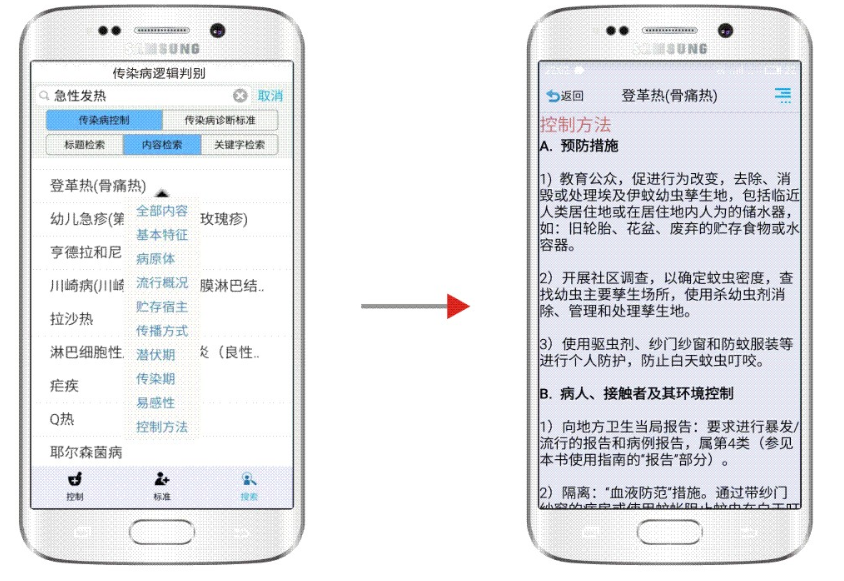 SAMSUNG
传染病逻辑判别
急性发热
取消
传染病控制
传染病诊断标准
标题检索
内容检索
关键字检索
登革热(骨痛热)
幼儿急疹(第
玫瑰疹)
亨德拉和尼
川崎病(川崎
膜淋巴结..
拉沙热
淋巴细胞性
炎（良性..
疟疾
Q热
耶尔森菌病
全部内容
基本特征
病原体
流行概况
贮存宿主
传播方式
潜伏期
传染期
易感性
控制方法
控制
标准
搜索
SAMSUNG
返回
登革热(骨痛热)
控制方法
A. 预防措施
1）教育公众，促进行为改变，去除、消
毁或处理埃及伊蚊幼虫孳生地，包括临近
人类居住地或在居住地内人为的储水器，
如：旧轮胎、花盆、废弃的贮存食物或水
容器。
2）开展社区调查，以确定蚊虫密度，查
找幼虫主要孳生场所，使用杀幼虫剂消
除、管理和处理孳生地。
3）使用驱虫剂、纱门纱窗和防蚊服装等
进行个人防护，防止白天蚊虫叮咬。
B. 病人、接触者及其环境控制
1）向地方卫生当局报告：要求进行暴发/
流行的报告和病例报告，属第4类（参见
本书使用指南的“报告”部分）。
2）隔离：“血液防范”措施。通过带纱门
纱窗的病房或使用蚊帐阻止蚊虫在白天叮